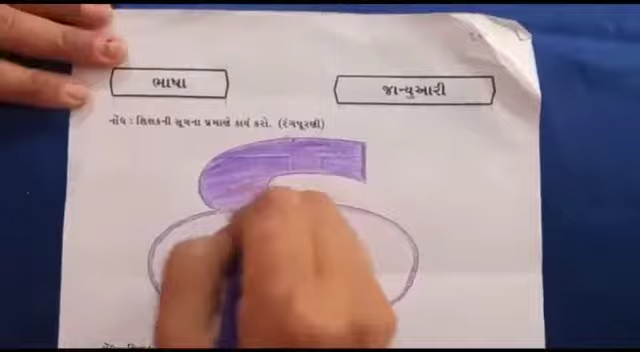 ભાષા
જાન્યુઆરી
નોંધ : શિક્ષકની સૂચના પ્રમાણે કાર્ય કરો. (રંગપૂરણી)